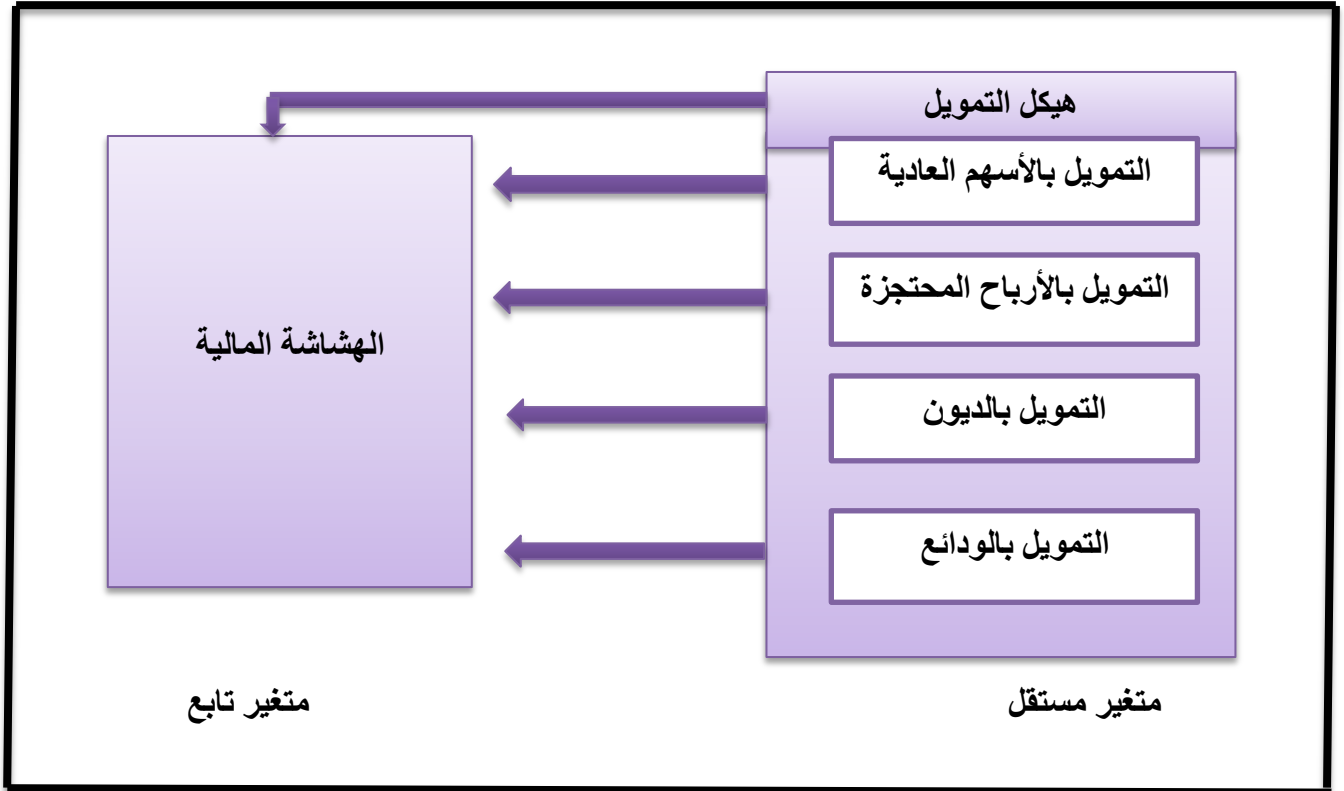 هيكل التمويل
التمويل بالأسهم العادية
التمويل بالأرباح المحتجزة
التمويل بالديون
التمويل بالودائع
الهشاشة المالية
متغير مستقل
متغير تابع